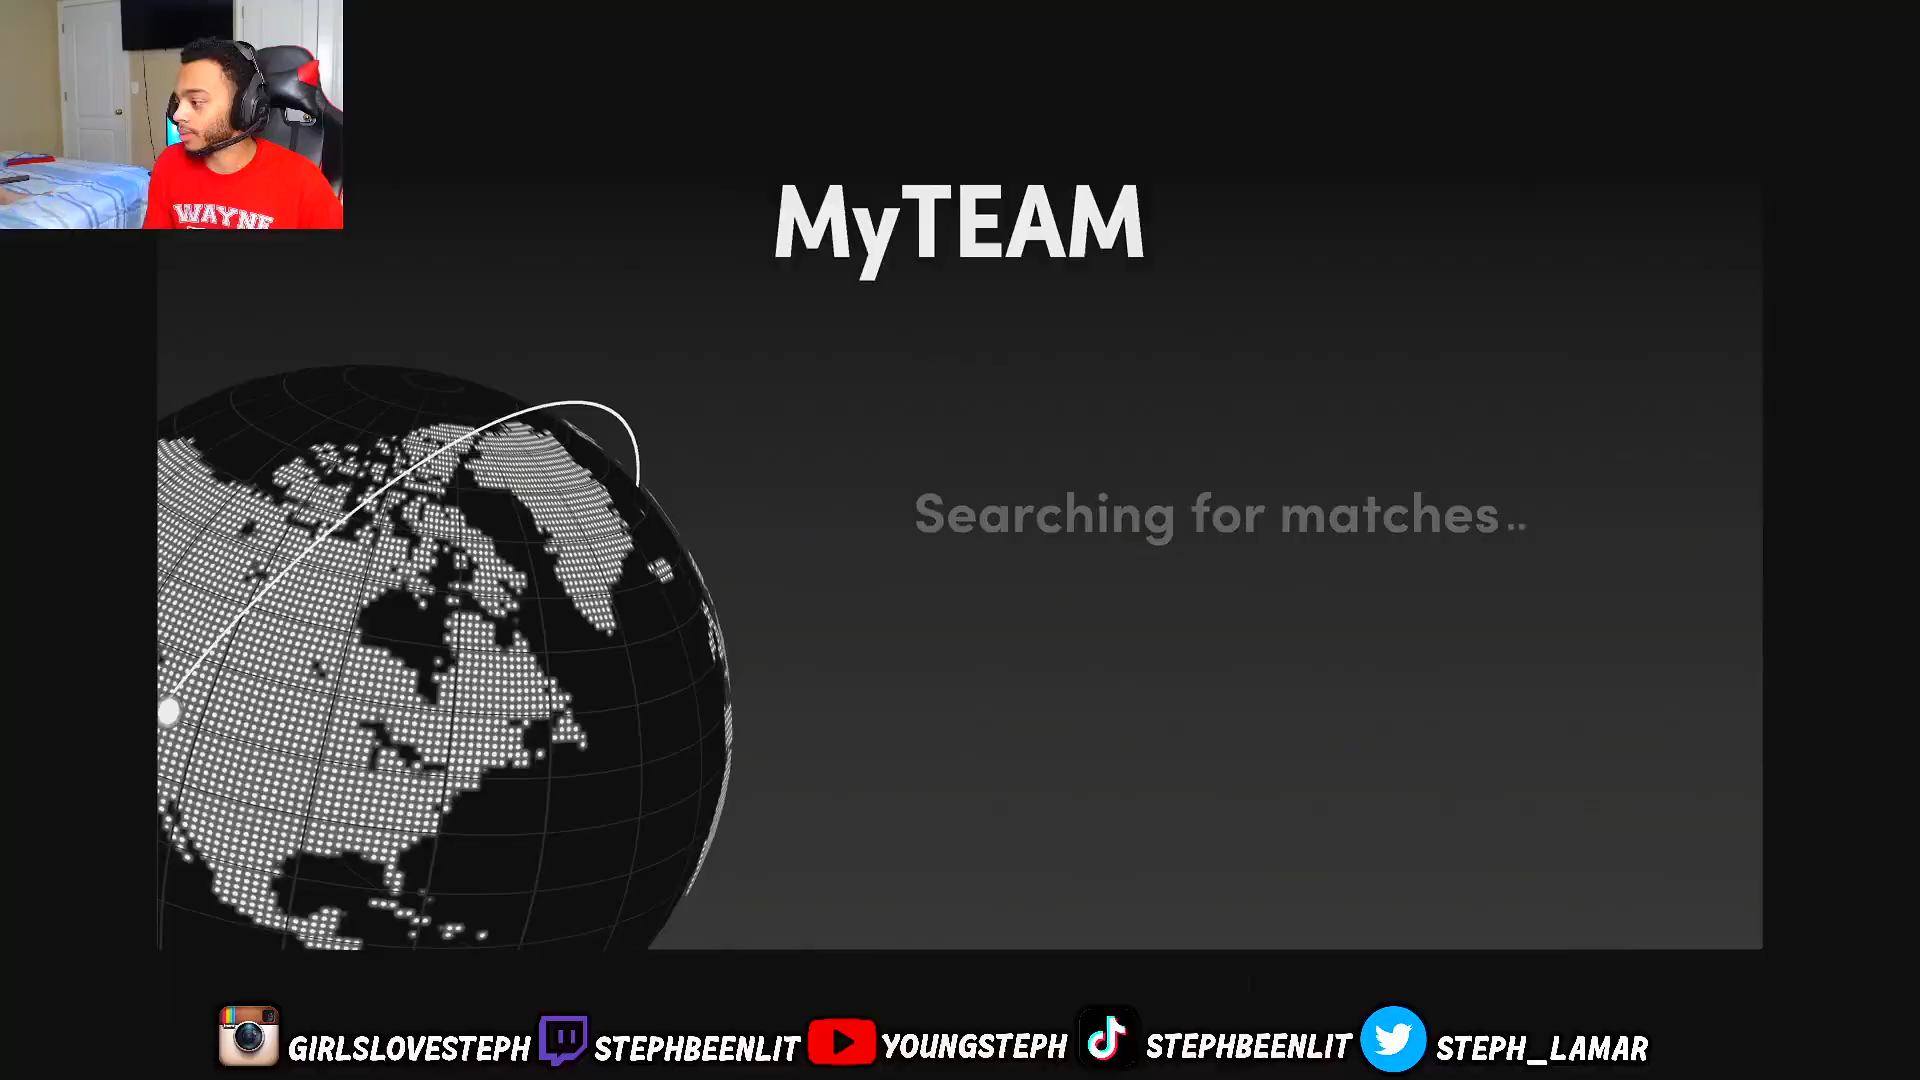 WAYNE
MyTEAM
Searching for matches..
GIRLSLOVESTEPH STEPHBEENLIT YOUNGSTEPH STEPHBEENLIT STEPH_LAMAR